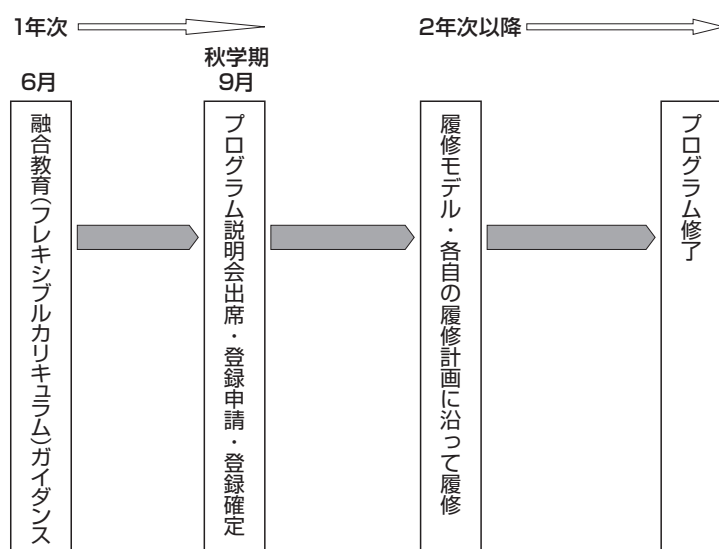 1年次
2年次以降
秋学期
6月
9月
融合教育(フレキシブルカリキュラム)ガイダンス
プログラム説明会出席・登録申請・登録確定
履修モデル・各自の履修計画に沿って履修
プログラム修了